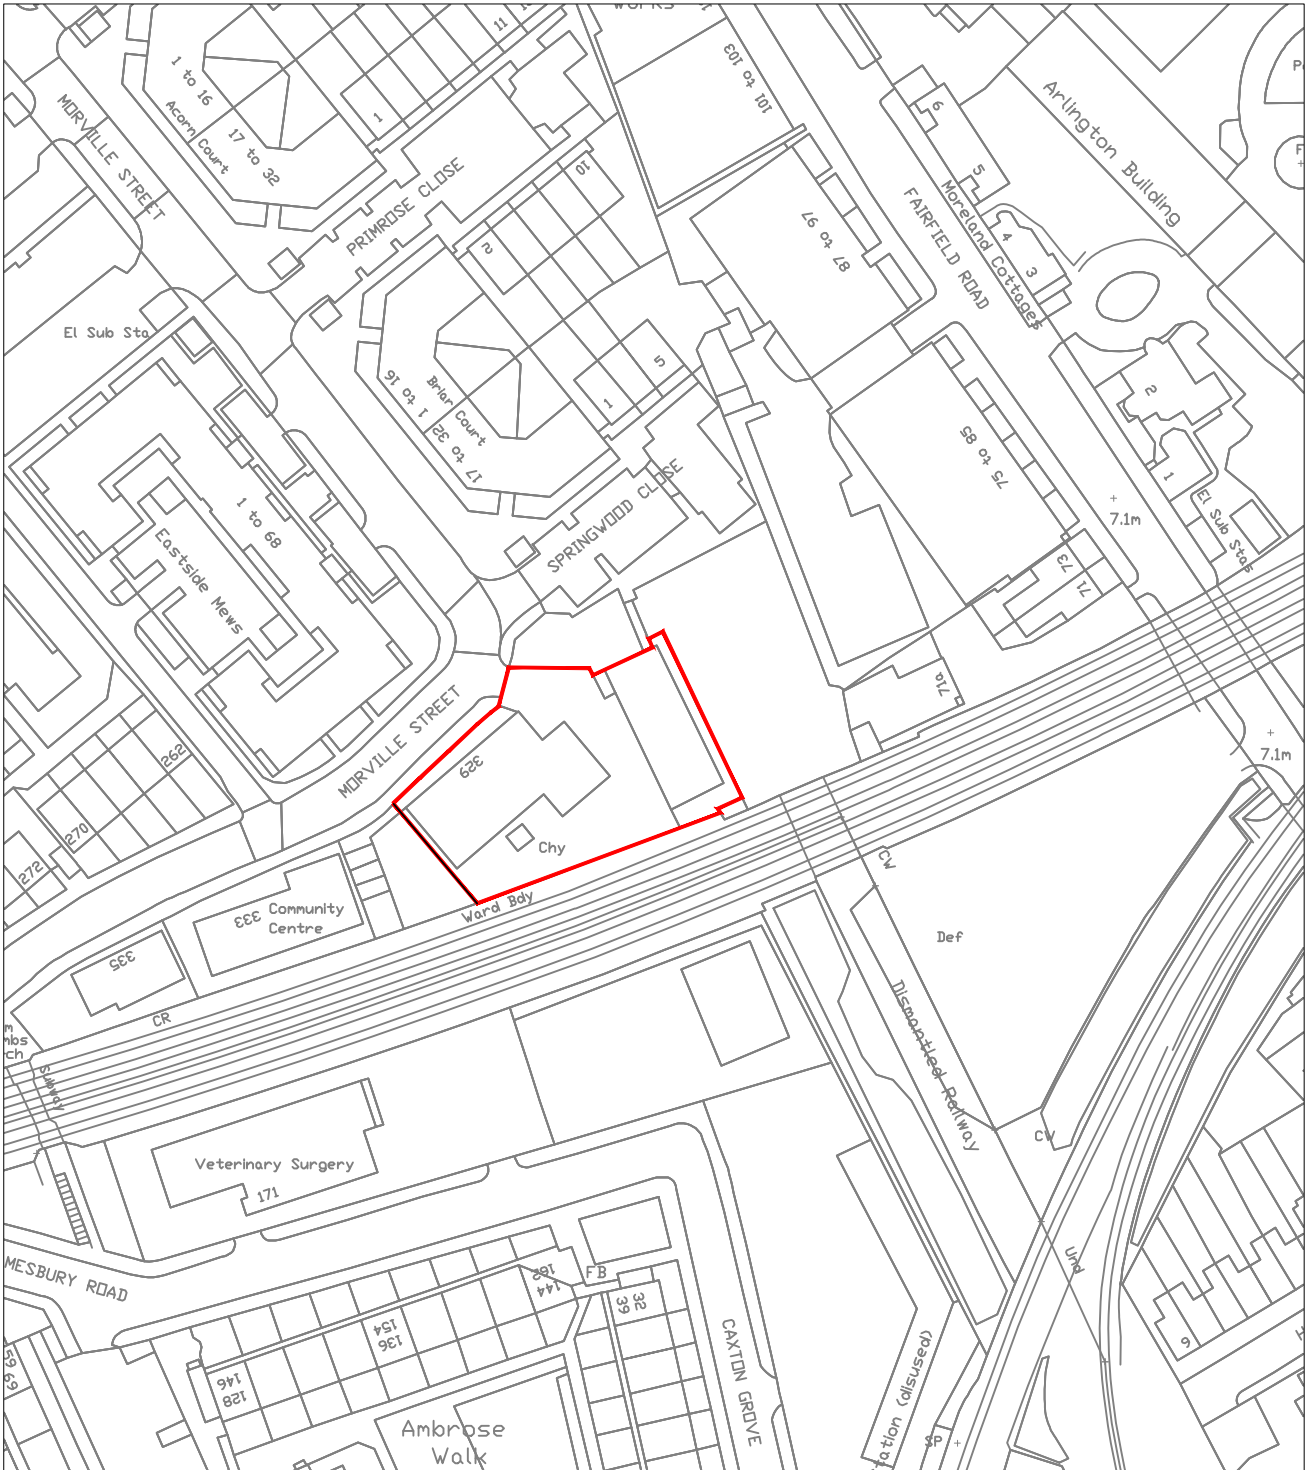 11
1 to 16
Acorn Court
17 to 32
1
MORVILLE STREET
PRIMROSE CLOSE
10
2
101 to 103
87 to 97
FAIRFIELD ROAD
6
5
Moreland Cottages
4
3
Arlington Building
El Sub Sta
Briar Court
1 to 16
17 to 32
1
5
SPRINGWOOD CLOSE
75 to 85
2
1
El Sub Stas
7.1m
73
71
71a
7.1m
1 to 68
Eastside Mews
MORVILLE STREET
262
270
272
329
Chy
Ward Bdy
333
Community
Centre
335
CR
CW
Def
Dismantled Railway
CW
Und
Subway
Veterinary Surgery
171
MESBURY ROAD
162
144
FB
39
32
154
136
146
128
59
69
CAXTON GROVE
Ambrose
Walk
tation (disused)
SP
9